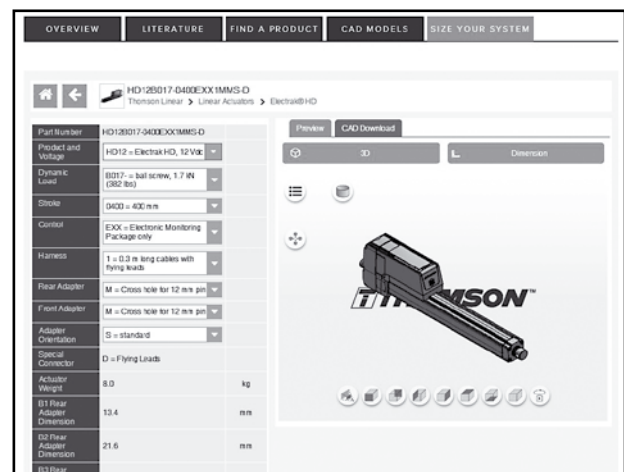 OVERVIEW
LITERATURE
FIND A PRODUCT
CAD MODELS
SIZE YOUR SYSTEM
HD12B017-0400EXX1MMS-D
Thomson Linear > Linear Actuators > Electrak® HD
Part Number
HD12B017-0400EXX1MMS-D
Product and
Voltage
HD12 = Electrak HD, 12 Vdc
Dynamic
Load
B017- = ball screw, 1.7 kN
(382 lbs)
Stroke
0400 = 400 mm
Control
EXX = Electronic Monitoring
Package only
Harness
1 = 0.3 m long cables with
flying leads
Rear Adapter
M = Cross hole for 12 mm pin
Front Adapter
M = Cross hole for 12 mm pin
Adapter
Orientation
S = standard
Special
Connector
D = Flying Leads
Actuator
Weight
8.0 kg
B1 Rear
Adapter
Dimension
13.4 mm
B2 Rear
Adapter
Dimension
21.6 mm
B3 Rear
Preview
CAD Download
3D
Dimension
THOMSON™